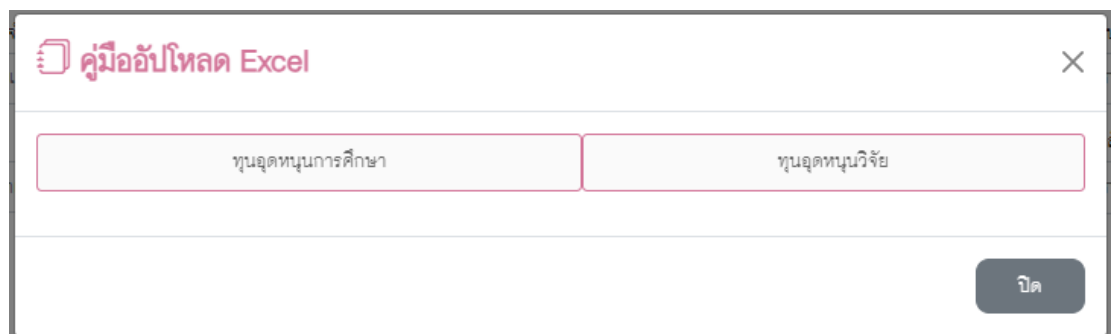 คู่มืออัปโหลด Excel
ทุนอุดหนุนการศึกษา
ทุนอุดหนุนวิจัย
ปิด